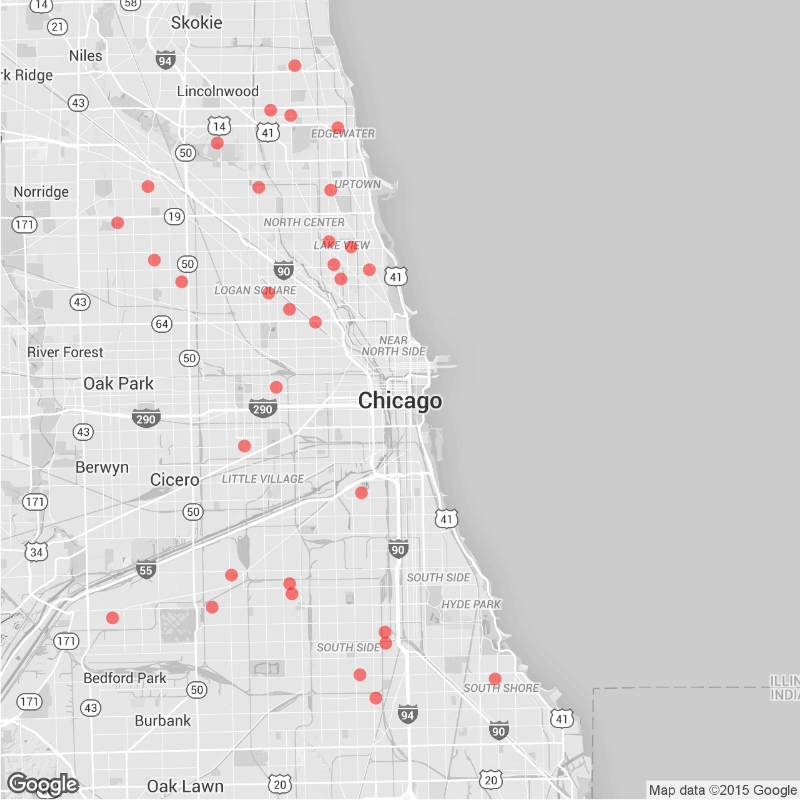 14
58
21
Skokie
Niles
94
rk Ridge
Lincolnwood
43
14
41
EDGEWATER
50
Norridge
UPTOWN
19
171
NORTH CENTER
LAKE VIEW
50
90
41
LOGAN SQUARE
43
64
NEAR
NORTH SIDE
River Forest
50
Oak Park
Chicago
290
290
43
Berwyn
Cicero
LITTLE VILLAGE
171
50
41
34
90
55
SOUTH SIDE
HYDE PARK
171
SOUTH SIDE
Bedford Park
50
SOUTH SHORE
ILLIN
INDIA
171
43
Burbank
94
41
90
Google
Oak Lawn
20
20
Map data ©2015 Google